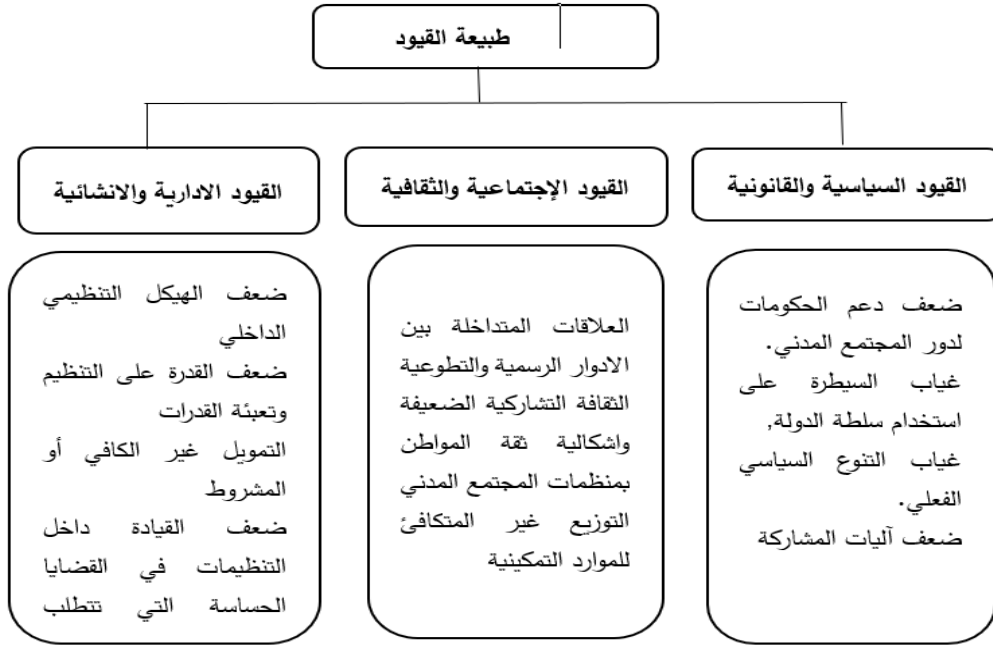 طبيعة القيود
القيود السياسية والقانونية
ضعف دعم الحكومات
لدور المجتمع المدني.
غياب السيطرة على
استخدام سلطة الدولة,
غياب التنوع السياسي
الفعلي.
ضعف آليات المشاركة
القيود الإجتماعية والثقافية
العلاقات المتداخلة بين
الادوار الرسمية والتطوعية
الثقافة التشاركية الضعيفة
واشكالية ثقة المواطن
بمنظمات المجتمع المدني
التوزيع غير المتكافئ
للموارد التمكينية
القيود الادارية والانشائية
ضعف الهيكل التنظيمي
الداخلي
ضعف القدرة على التنظيم
وتعبئة القدرات
التمويل غير الكافي أو
المشروط
ضعف القيادة داخل
التنظيمات في القضايا
الحساسة التي تتطلب